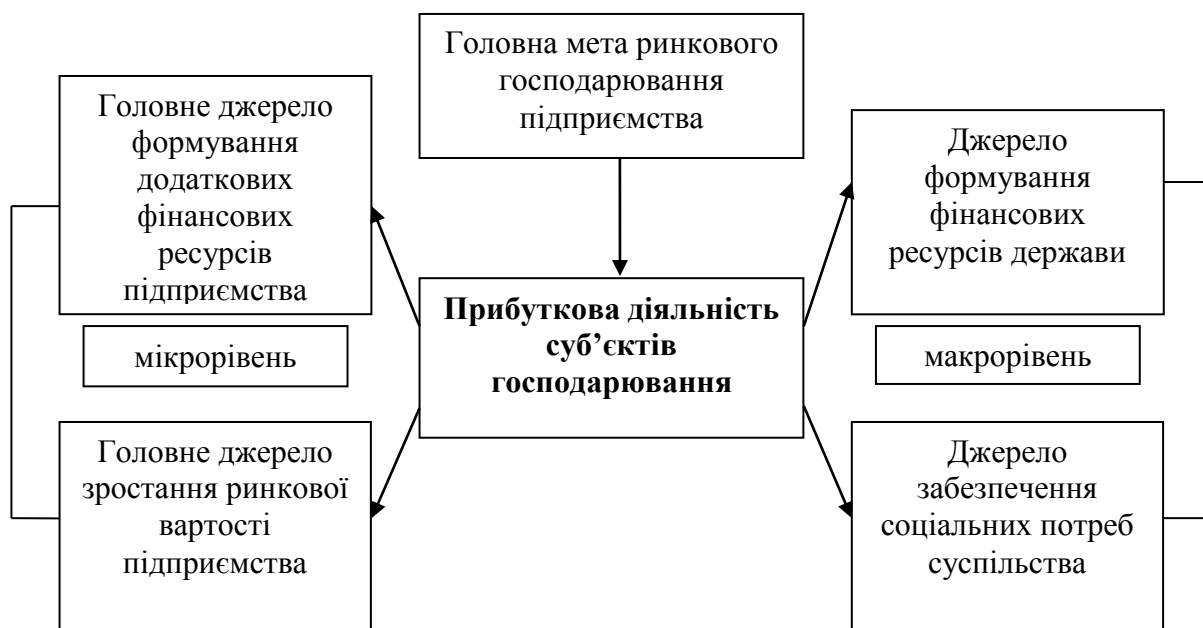 Головна мета ринкового
господарювання
підприємства
Головне джерело
формування
додаткових
фінансових
ресурсів
підприємства
Джерело
формування
фінансових
ресурсів держави
Прибуткова діяльність
суб’єктів
господарювання
мікрорівень
макрорівень
Головне джерело
зростання ринкової
вартості
підприємства
Джерело
забезпечення
соціальних потреб
суспільства